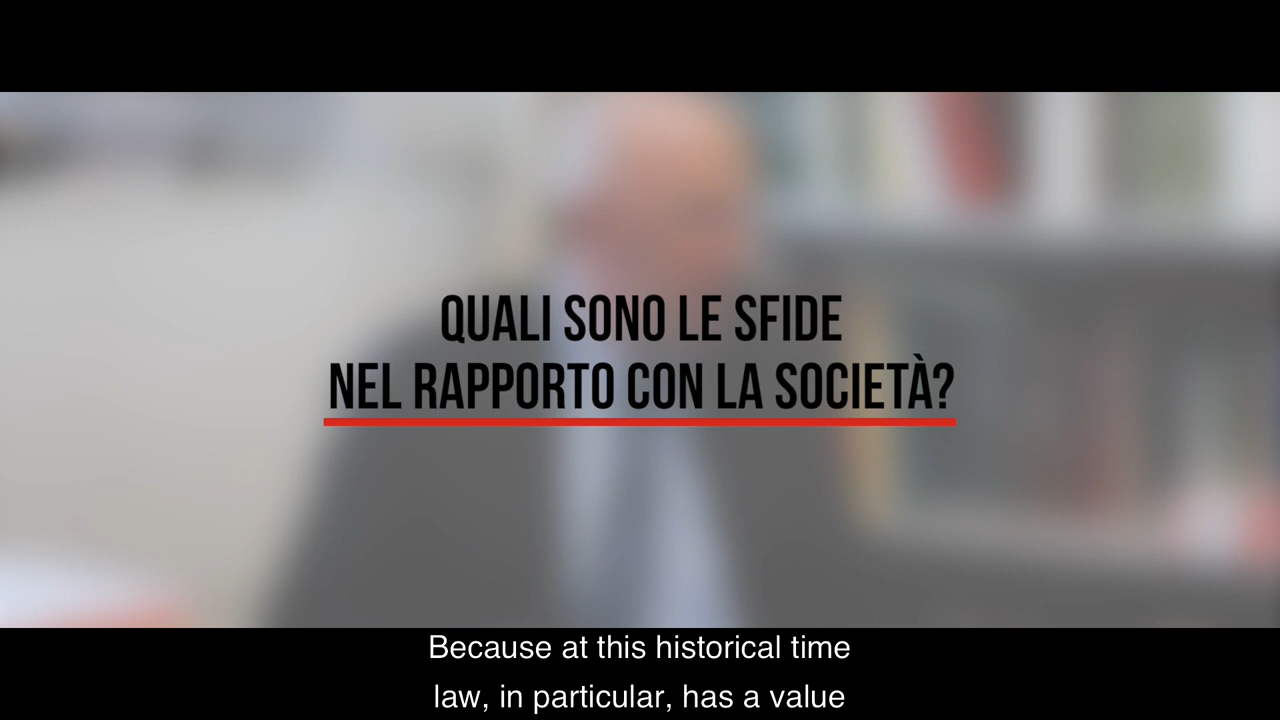 QUALI SONO LE SFIDE
NEL RAPPORTO CON LA SOCIETÀ?
Because at this historical time
law, in particular, has a value